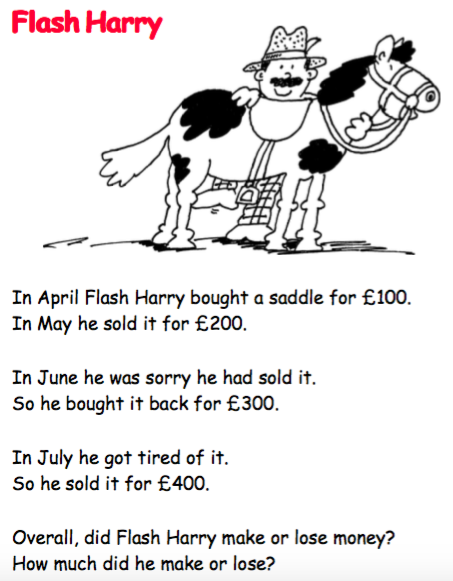 Flash Harry
In April Flash Harry bought a saddle for £100.
In May he sold it for £200.
In June he was sorry he had sold it.
So he bought it back for £300.
In July he got tired of it.
So he sold it for £400.
Overall, did Flash Harry make or lose money?
How much did he make or lose?